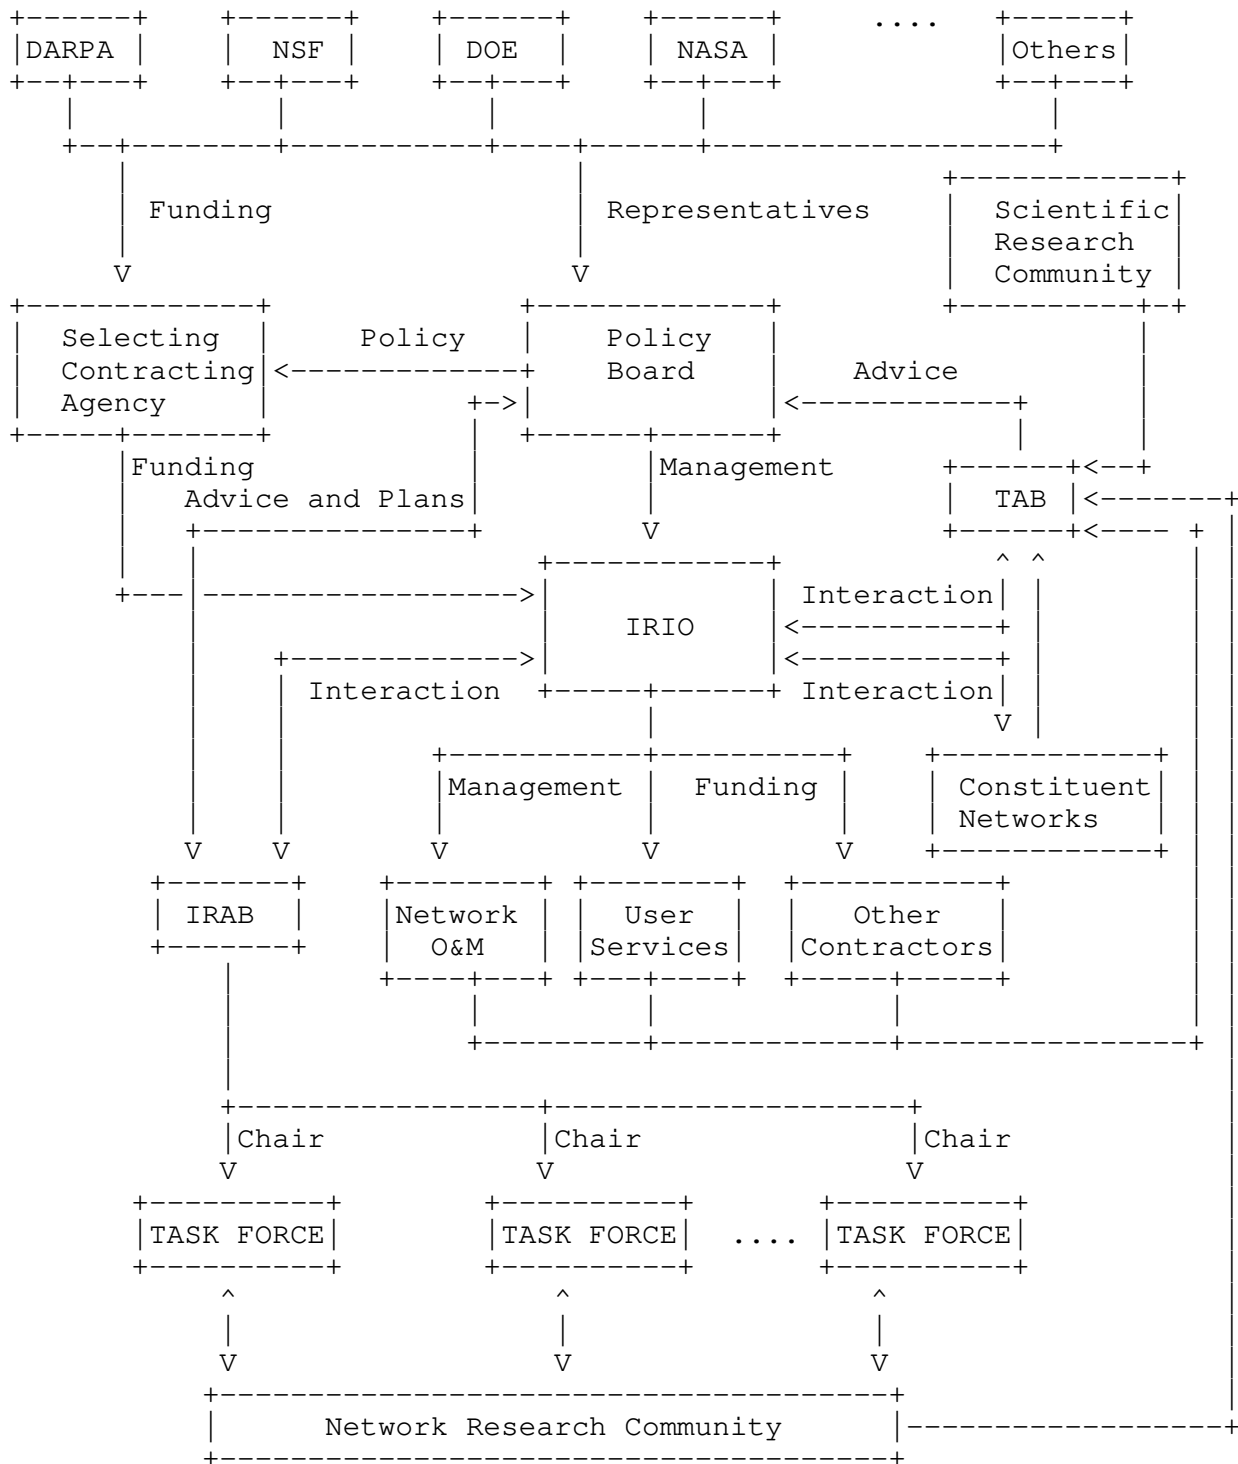 DARPA NSF DOE NASA .... Others
Funding Representatives Scientific
Research
Community
Selecting Policy Policy
Contracting Board Advice
Agency
Funding Management
Advice and Plans TAB
Interaction
IRIO
Interaction Interaction
Management Funding Constituent
Networks
IRAB Network User Other
O&M Services Contractors
Chair Chair Chair
TASK FORCE TASK FORCE .... TASK FORCE
Network Research Community